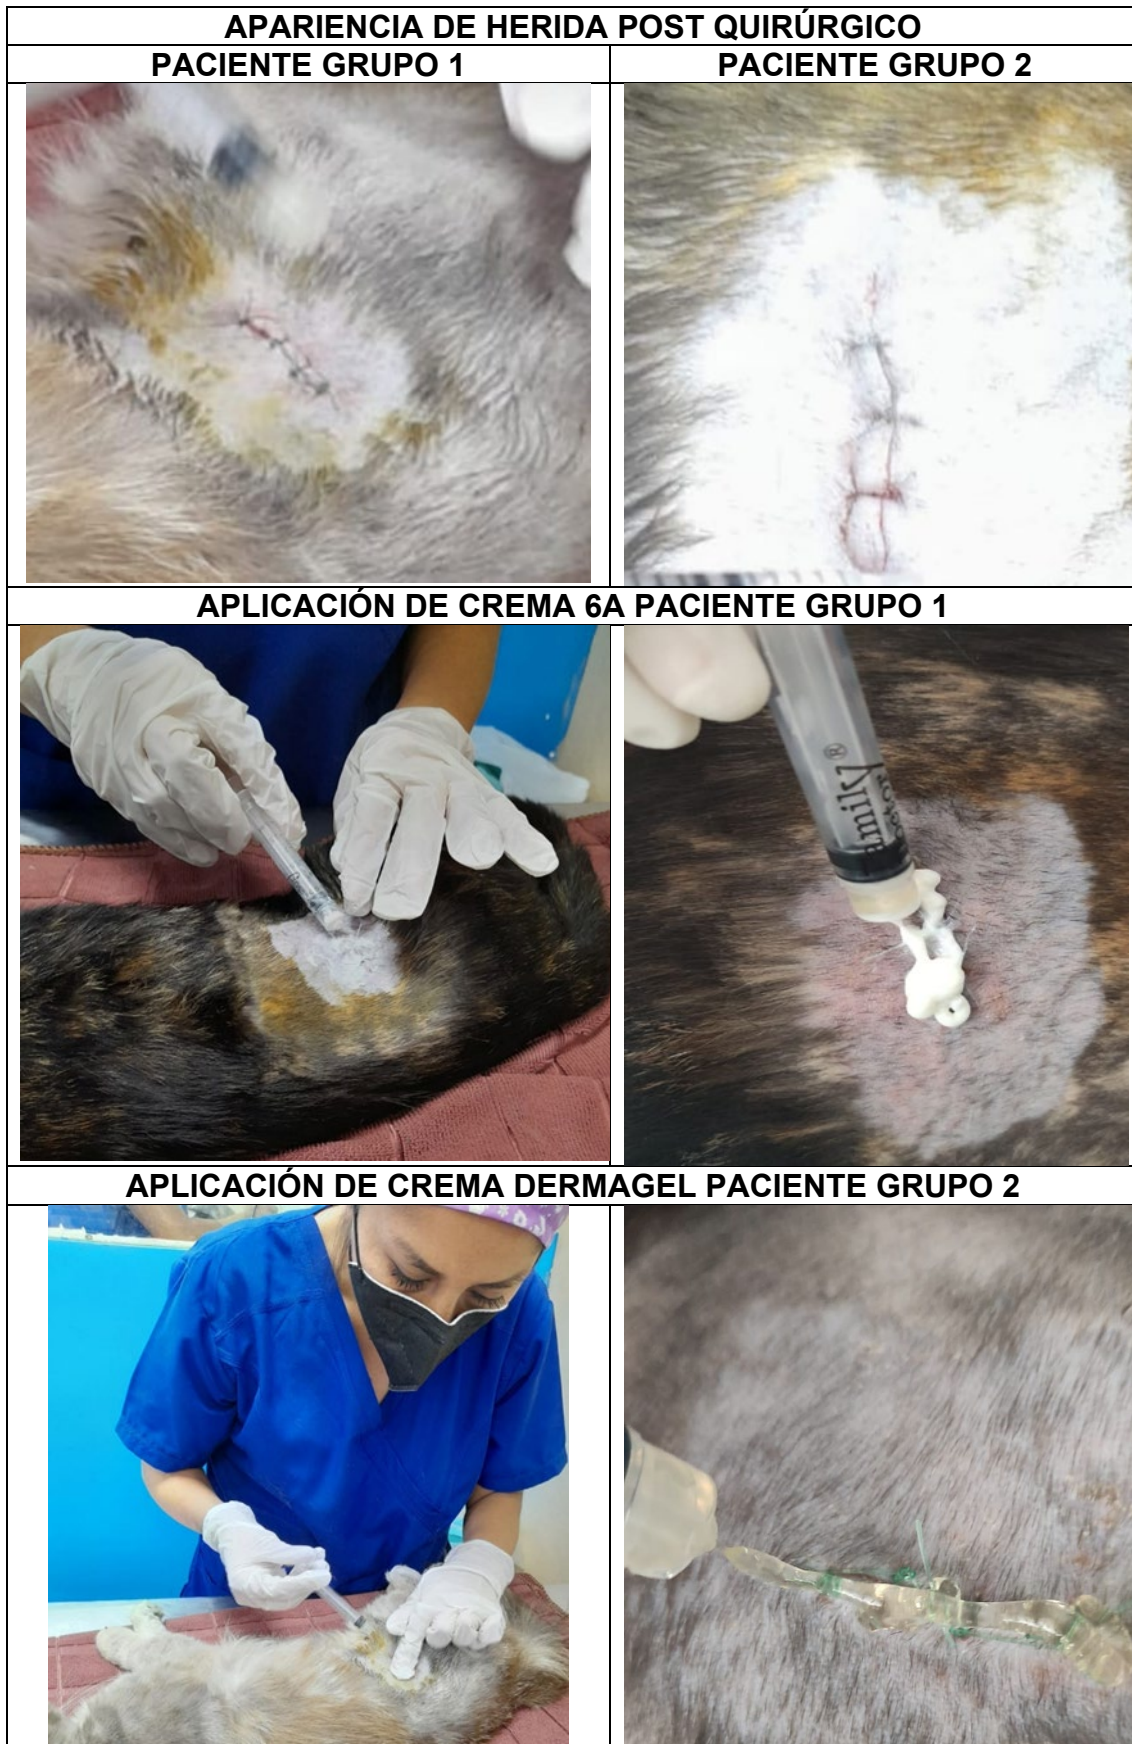 APARIENCIA DE HERIDA POST QUIRÚRGICO
PACIENTE GRUPO 1
PACIENTE GRUPO 2
APLICACIÓN DE CREMA 6A PACIENTE GRUPO 1
amily®
APLICACIÓN DE CREMA DERMAGEL PACIENTE GRUPO 2